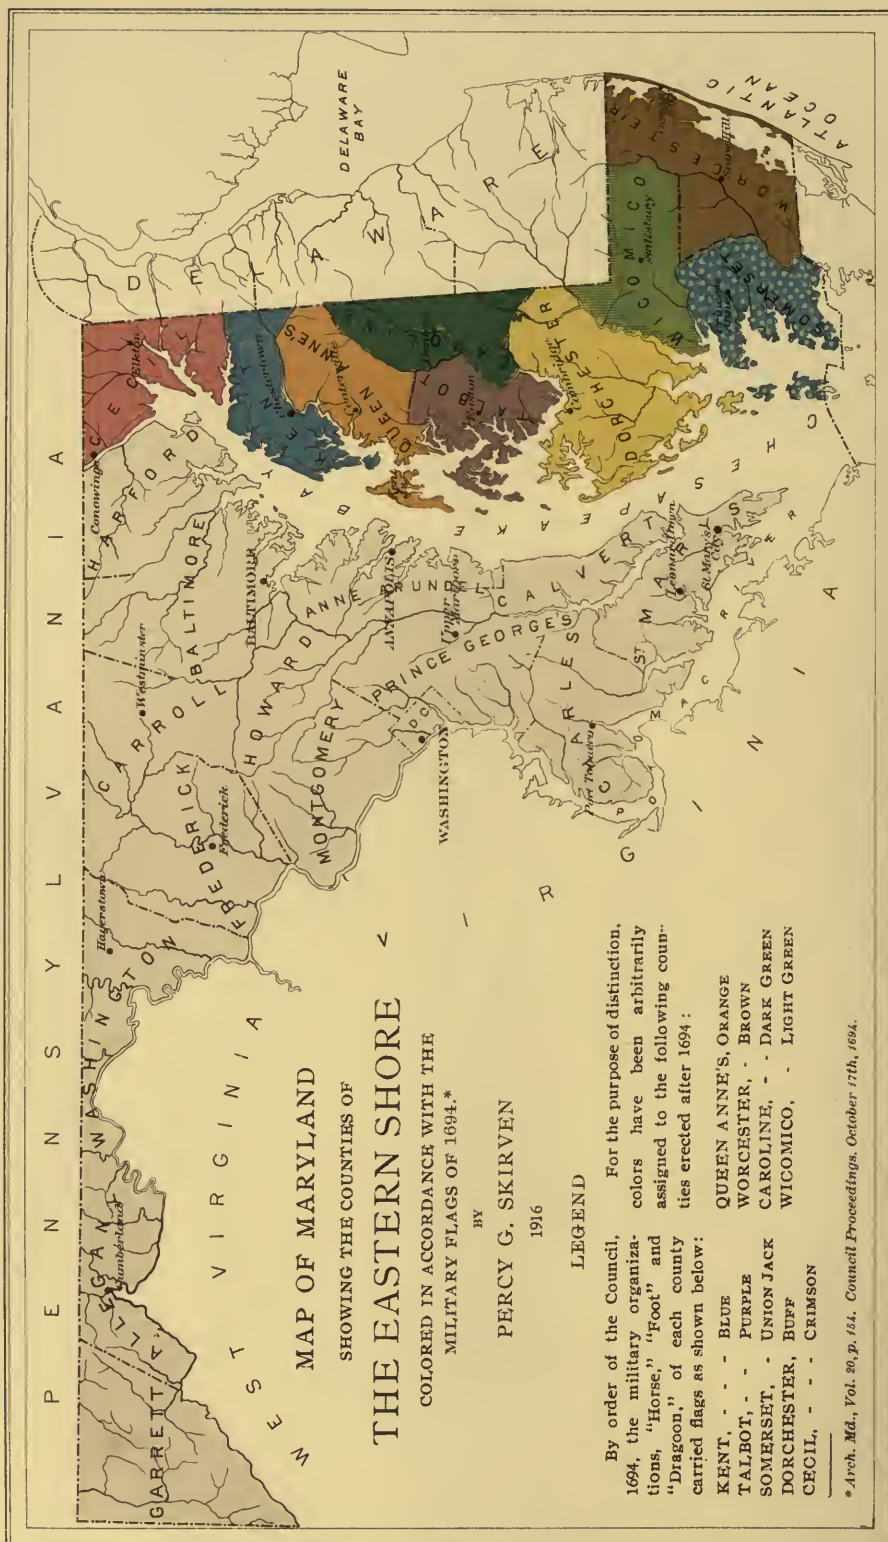 MAP OF MARYLAND
SHOWING THE COUNTIES OF
THE EASTERN SHORE
COLORED IN ACCORDANCE WITH THE
MILITARY FLAGS OF 1694.*
BY
PERCY G. SKIRVEN
1916
LEGEND
By order of the Council,
1694, the military organiza-
tions, "Horse," "Foot" and
"Dragoon," of each county
carried flags as shown below:
KENT, - - - BLUE
TALBOT, - - PURPLE
SOMERSET, - UNION JACK
DORCHESTER, BUFF
CECIL, - - - CRIMSON
For the purpose of distinction,
colors have been arbitrarily
assigned to the following coun-
ties erected after 1694:
QUEEN ANNE'S, ORANGE
WORCESTER, - BROWN
CAROLINE, - - DARK GREEN
WICOMICO, - LIGHT GREEN
*Arch. Md., Vol. 20, p. 154. Council Proceedings, October 17th, 1694.
PENNSYLVANIA
WEST VIRGINIA
VIRGINIA
DELAWARE
DELAWARE BAY
ATLANTIC OCEAN
CHESAPEAKE BAY
GARRETT
ALLEGANY
Cumberland
WASHINGTON
Hagerstown
FREDERICK
Frederick
CARROLL
Westminster
BALTIMORE
BALTIMORE
HARFORD
Conowingo
HOWARD
MONTGOMERY
D C
WASHINGTON
ANNE ARUNDEL
ANNAPOLIS
PRINCE GEORGE'S
Upper Marlboro
CALVERT
CHARLES
Port Tobacco
ST MARYS
Leonardtown
St Mary's City
CECIL
Elkton
KENT
Chestertown
QUEEN ANNE'S
Centerville
TALBOT
Easton
DORCHESTER
Cambridge
WICOMICO
Salisbury
SOMERSET
Princess Anne
WORCESTER
Snow Hill